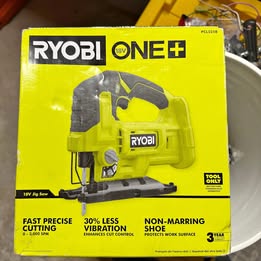 PCL525B
RYOBI 18V ONE+
RYOBI
TOOL
ONLY
18V Jig Saw
FAST PRECISE
CUTTING
0 - 3,000 SPM
30% LESS
VIBRATION
ENHANCES CUT CONTROL
NON-MARRING
SHOE
PROTECTS WORK SURFACE
3 YEAR